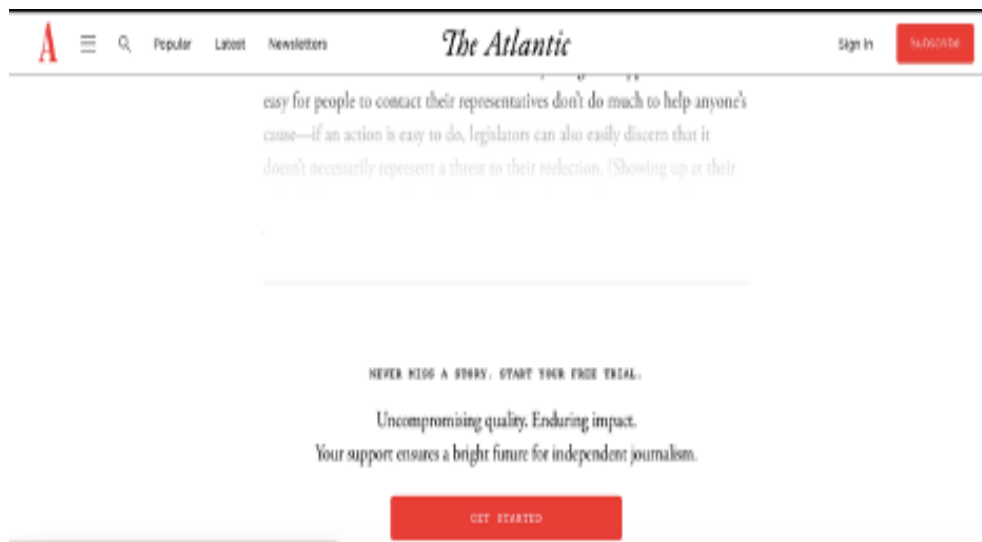 A
Popular Latest Newsletters
The Atlantic
Sign In
Subscribe
easy for people to contact their representatives don't do much to help anyone's
cause—if an action is easy to do, legislators can also easily discern that it
doesn't necessarily represent a threat to their reelection. (Showing up at their
NEVER MISS A STORY. START YOUR FREE TRIAL.
Uncompromising quality. Enduring impact.
Your support ensures a bright future for independent journalism.
GET STARTED